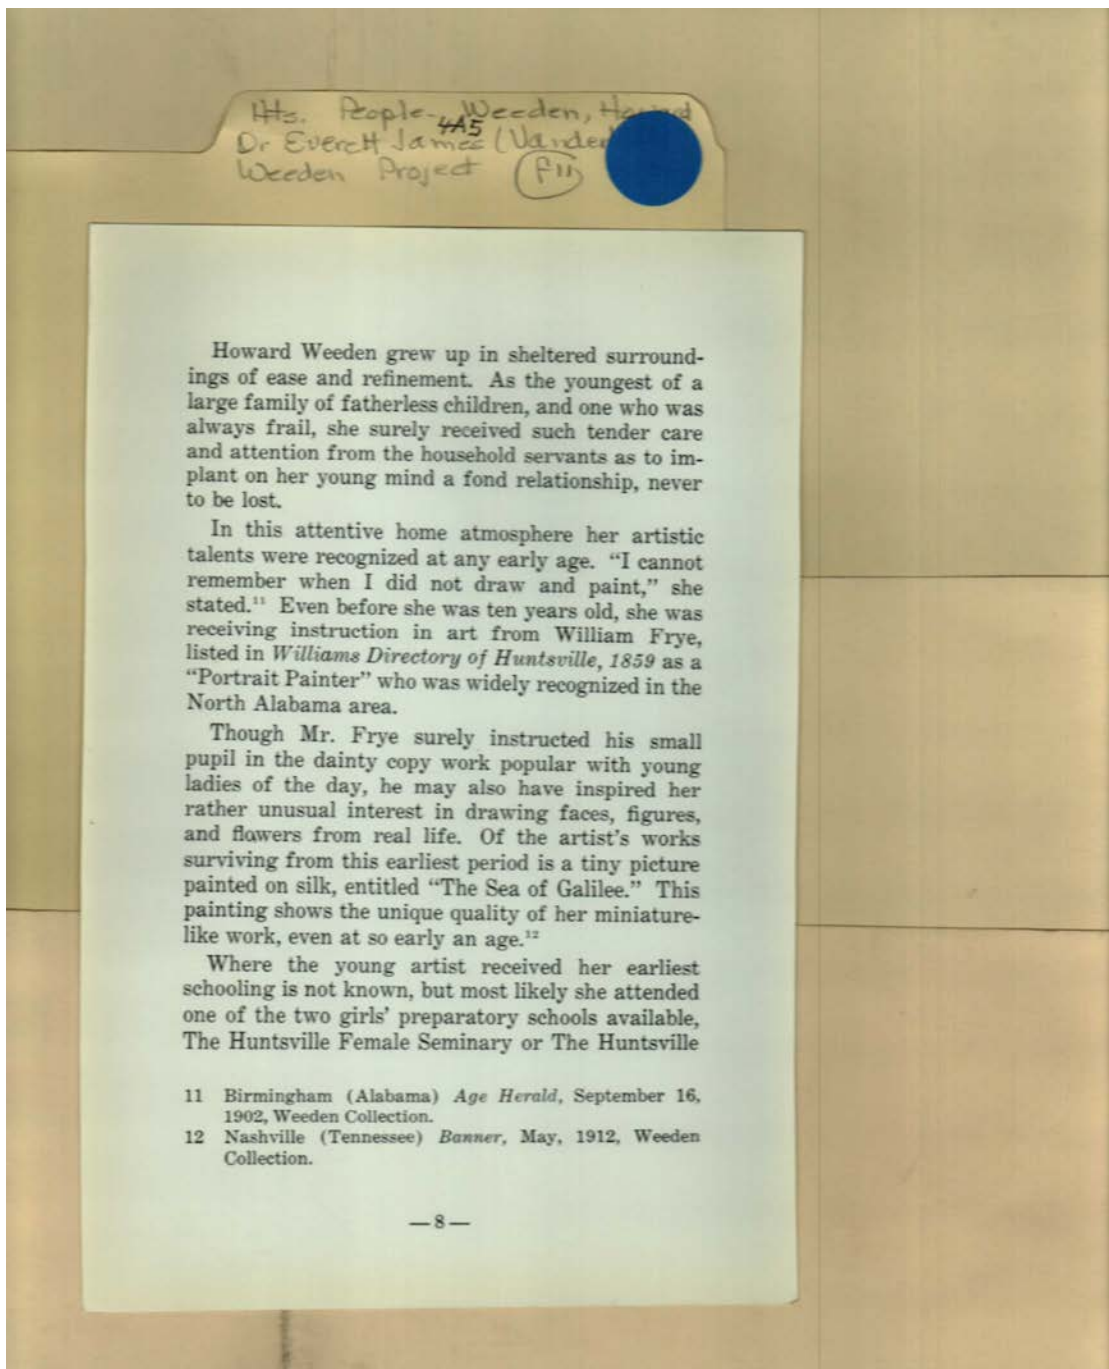 Hts. People - Weeden,
4A5
Dr Everett James
Weeden Project F11
Howard Weeden grew up in sheltered surround-
ings of ease and refinement. As the youngest of a
large family of fatherless children, and one who was
always frail, she surely received such tender care
and attention from the household servants as to im-
plant on her young mind a fond relationship, never
to be lost.
In this attentive home atmosphere her artistic
talents were recognized at any early age. “I cannot
remember when I did not draw and paint,” she
stated.¹¹ Even before she was ten years old, she was
receiving instruction in art from William Frye,
listed in Williams Directory of Huntsville, 1859 as a
“Portrait Painter” who was widely recognized in the
North Alabama area.
Though Mr. Frye surely instructed his small
pupil in the dainty copy work popular with young
ladies of the day, he may also have inspired her
rather unusual interest in drawing faces, figures,
and flowers from real life. Of the artist’s works
surviving from this earliest period is a tiny picture
painted on silk, entitled “The Sea of Galilee.” This
painting shows the unique quality of her miniature-
like work, even at so early an age.¹²
Where the young artist received her earliest
schooling is not known, but most likely she attended
one of the two girls’ preparatory schools available,
The Huntsville Female Seminary or The Huntsville
11 Birmingham (Alabama) Age Herald, September 16,
1902, Weeden Collection.
12 Nashville (Tennessee) Banner, May, 1912, Weeden
Collection.
—8—